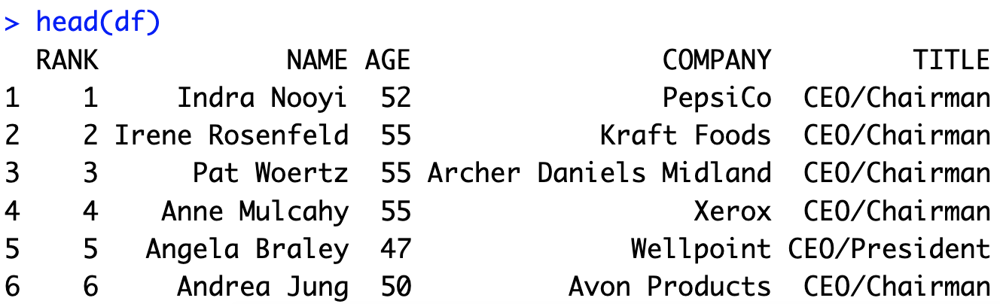 > head(df)
  RANK            NAME AGE                COMPANY         TITLE
1    1     Indra Nooyi  52                PepsiCo  CEO/Chairman
2    2 Irene Rosenfeld  55            Kraft Foods  CEO/Chairman
3    3      Pat Woertz  55 Archer Daniels Midland  CEO/Chairman
4    4    Anne Mulcahy  55                  Xerox  CEO/Chairman
5    5   Angela Braley  47              Wellpoint CEO/President
6    6     Andrea Jung  50          Avon Products  CEO/Chairman